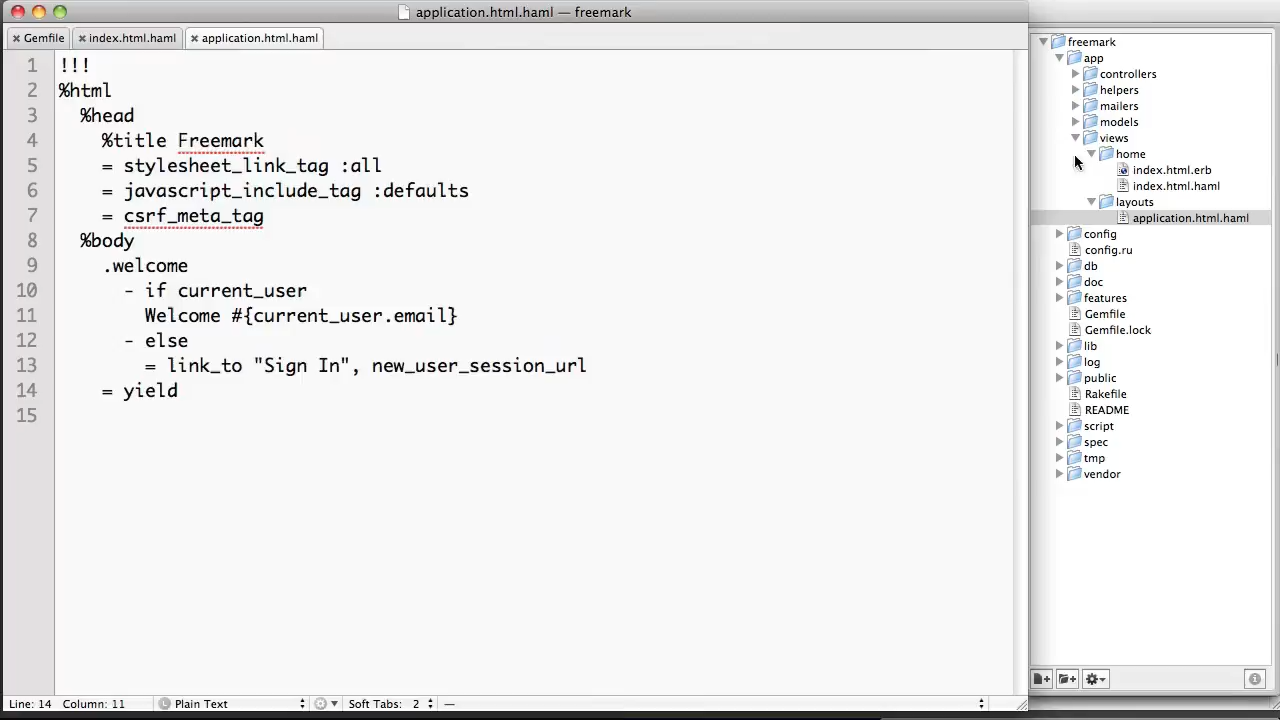 application.html.haml — freemark
Gemfile
index.html.haml
application.html.haml
1 !!!
2 %html
3 %head
4 %title Freemark
5 = stylesheet_link_tag :all
6 = javascript_include_tag :defaults
7 = csrf_meta_tag
8 %body
9 .welcome
10 - if current_user
11 Welcome #{current_user.email}
12 - else
13 = link_to "Sign In", new_user_session_url
14 = yield
15
Line: 14 Column: 11
Plain Text
Soft Tabs: 2
—
freemark
app
controllers
helpers
mailers
models
views
home
index.html.erb
index.html.haml
layouts
application.html.haml
config
config.ru
db
doc
features
Gemfile
Gemfile.lock
lib
log
public
Rakefile
README
script
spec
tmp
vendor